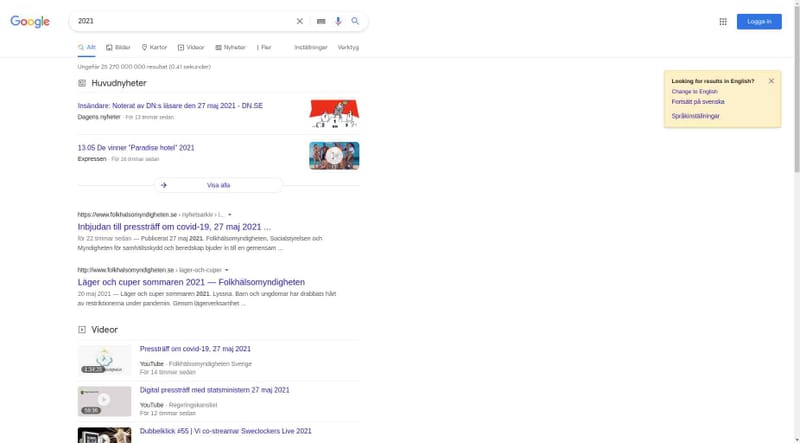 Google
2021
Logga in
Allt
Bilder
Kartor
Videor
Nyheter
Fler
Inställningar
Verktyg
Ungefär 25 270 000 000 resultat (0,41 sekunder)
Looking for results in English?
Change to English
Fortsätt på svenska
Språkinställningar
Huvudnyheter
Insändare: Noterat av DN:s läsare den 27 maj 2021 - DN.SE
Dagens nyheter · För 13 timmar sedan
13.05 De vinner "Paradise hotel" 2021
Expressen · För 16 timmar sedan
Visa alla
https://www.folkhalsomyndigheten.se › nyhetsarkiv › i...
Inbjudan till pressträff om covid-19, 27 maj 2021 ...
för 22 timmar sedan — Publicerat 27 maj 2021. Folkhälsomyndigheten, Socialstyrelsen och
Myndigheten för samhällsskydd och beredskap bjuder in till en gemensam ...
http://www.folkhalsomyndigheten.se › lager-och-cuper
Läger och cuper sommaren 2021 — Folkhälsomyndigheten
20 maj 2021 — Läger och cuper sommaren 2021. Lyssna. Barn och ungdomar har drabbats hårt
av restriktionerna under pandemin. Genom lägerverksamhet ...
Videor
Pressträff om covid-19, 27 maj 2021
YouTube · Folkhälsomyndigheten Sverige
För 14 timmar sedan
Digital pressträff med statsministern 27 maj 2021
YouTube · Regeringskansliet
För 12 timmar sedan
Dubbelklick #55 | Vi co-streamar Sweclockers Live 2021